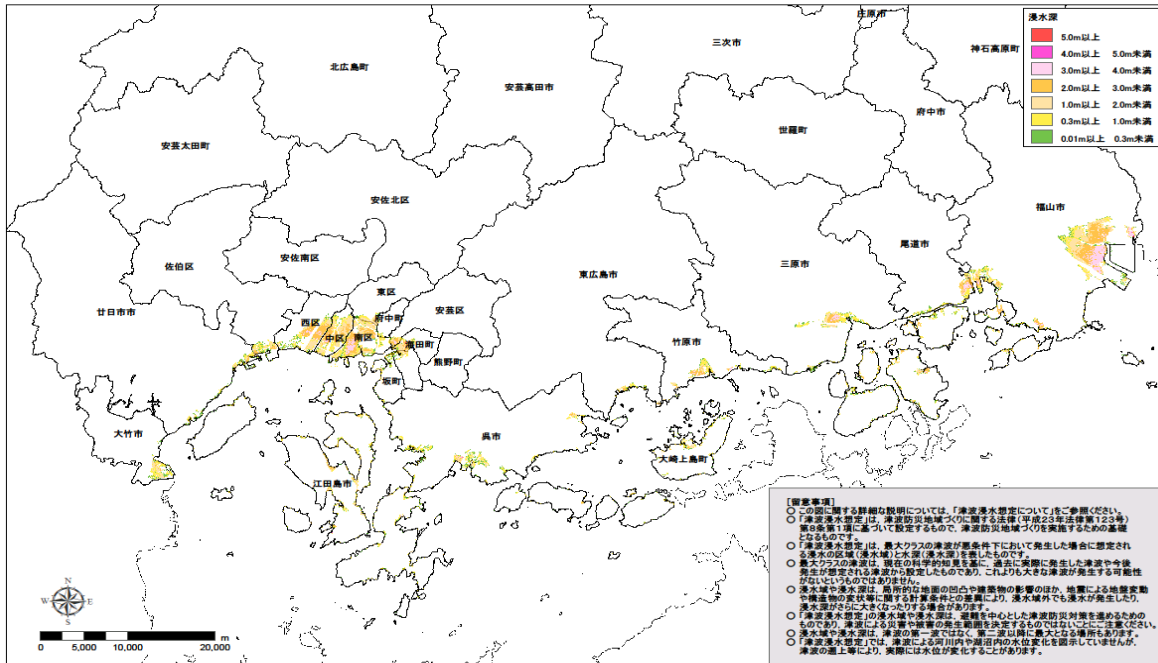 庄原市
三次市
神石高原町
北広島町
安芸高田市
府中市
世羅町
安芸太田町
安佐北区
福山市
尾道市
佐伯区
安佐南区
三原市
東広島市
東区
廿日市市
安芸区
西区
府中町
中区
南区
海田町
熊野町
竹原市
坂町
大竹市
呉市
大崎上島町
江田島市
浸水深
5.0m以上
4.0m以上 5.0m未満
3.0m以上 4.0m未満
2.0m以上 3.0m未満
1.0m以上 2.0m未満
0.3m以上 1.0m未満
0.01m以上 0.3m未満
N
W E
S
0 5,000 10,000 20,000 m
[留意事項]
○ この図に関する詳細な説明については、「津波浸水想定について」をご参照ください。
○ 「津波浸水想定」は、津波防災地域づくりに関する法律(平成23年法律第123号)
第8条第1項に基づいて設定するもので、津波防災地域づくりを実施するための基礎
となるものです。
○ 「津波浸水想定」は、最大クラスの津波が悪条件下において発生した場合に想定され
る浸水の区域(浸水域)と水深(浸水深)を表したものです。
○ 最大クラスの津波は、現在の科学的知見を基に、過去に実際に発生した津波や今後
発生が想定される津波から設定したものであり、これよりも大きな津波が発生する可能性
がないというものではありません。
○ 浸水域や浸水深は、局所的な地面の凹凸や建築物の影響のほか、地震による地盤変動
や構造物の変状等に関する計算条件との差異により、浸水域外でも浸水が発生したり、
浸水深がさらに大きくなったりする場合があります。
○ 「津波浸水想定」の浸水域や浸水深は、避難を中心とした津波防災対策を進めるための
ものであり、津波による災害や被害の発生範囲を決定するものではないことにご注意ください。
○ 浸水域や浸水深は、津波の第一波ではなく、第二波以降に最大となる場所もあります。
○ 「津波浸水想定」では、津波による河川内や湖沼内の水位変化を図示していませんが、
津波の遡上等により、実際には水位が変化することがあります。